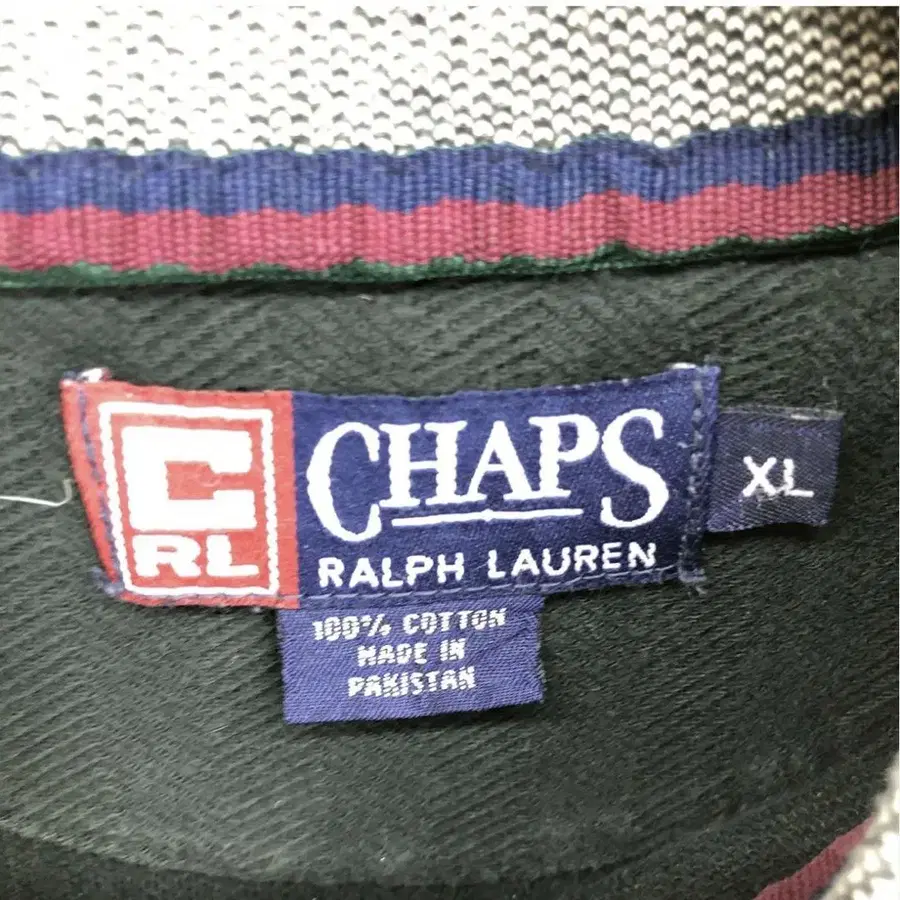 C
RL
CHAPS
RALPH LAUREN
XL
100% COTTON
MADE IN
PAKISTAN